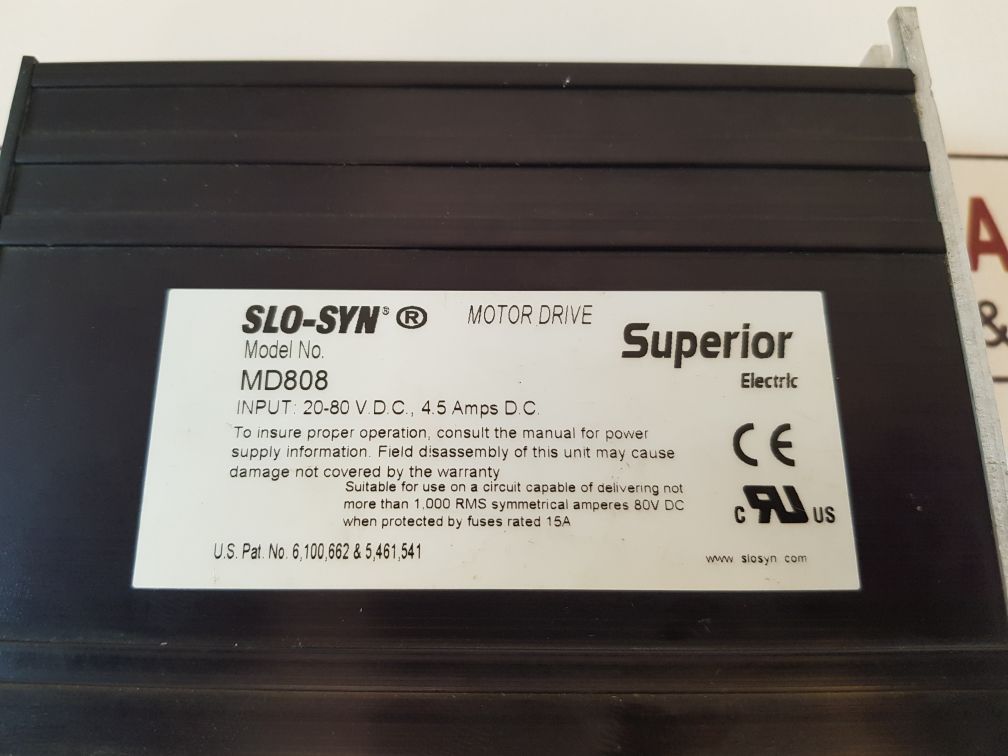 SLO-SYN® ® MOTOR DRIVE
Superior
Electric
Model No.
MD808
INPUT: 20-80 V.D.C., 4.5 Amps D.C.
To insure proper operation, consult the manual for power
supply information. Field disassembly of this unit may cause
damage not covered by the warranty
Suitable for use on a circuit capable of delivering not
more than 1,000 RMS symmetrical amperes 80V DC
when protected by fuses rated 15A
CE
C RU US
U.S. Pat. No. 6,100,662 & 5,461,541
www slosyn com
A
&